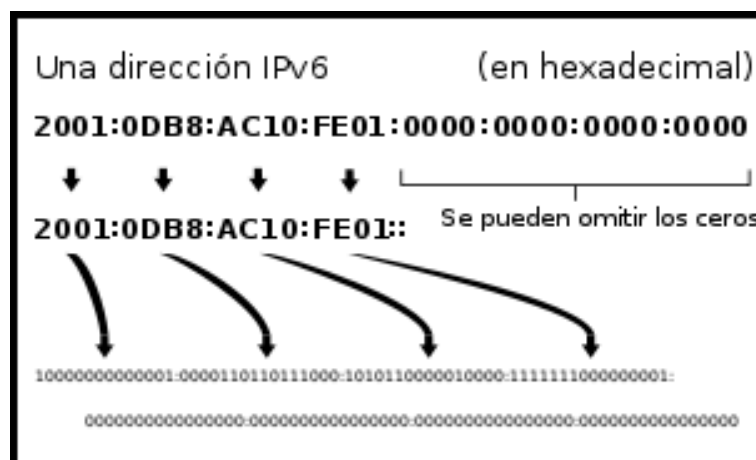 Una dirección IPv6 (en hexadecimal)
2001:0DB8:AC10:FE01:0000:0000:0000:0000
2001:0DB8:AC10:FE01::
Se pueden omitir los ceros
10000000000001:0000110110111000:1010110000010000:1111111000000001:
0000000000000000:0000000000000000:0000000000000000:0000000000000000